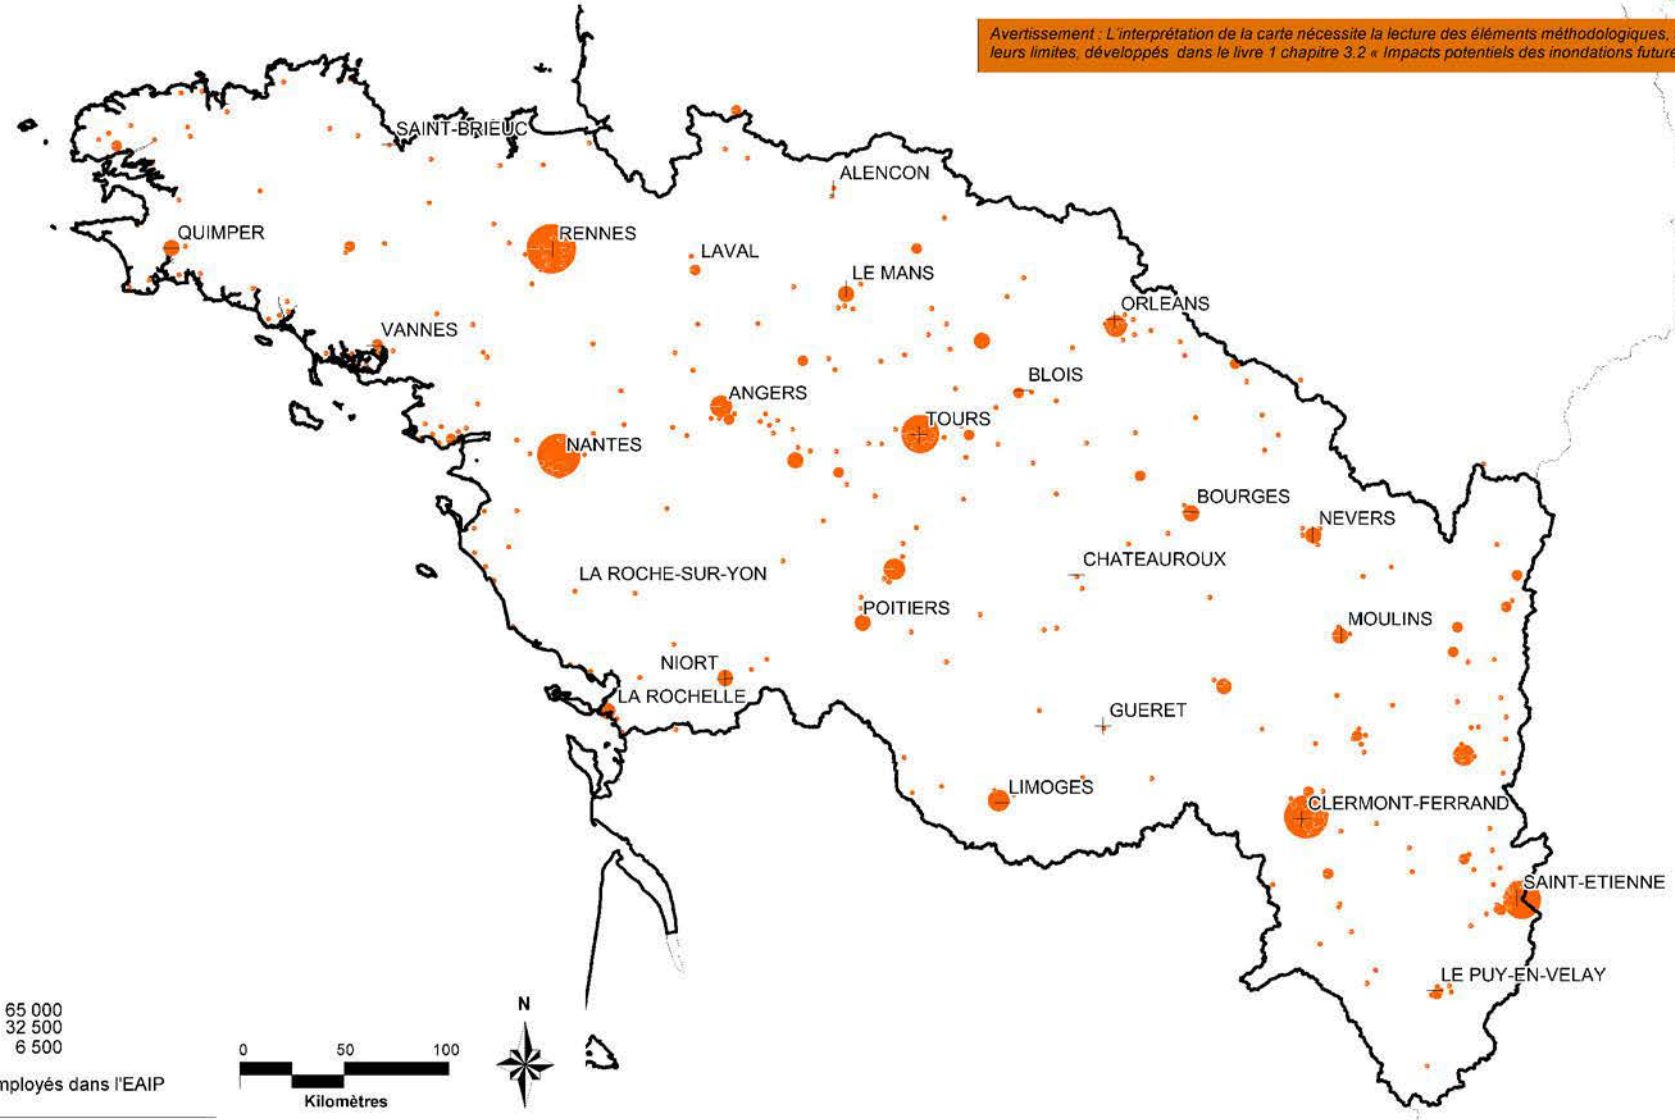 Avertissement : L'interprétation de la carte nécessite la lecture des éléments méthodologiques,
leurs limites, développés dans le livre 1 chapitre 3.2 « Impacts potentiels des inondations future
SAINT-BRIEUC
ALENCON
QUIMPER
RENNES
LAVAL
LE MANS
ORLEANS
VANNES
BLOIS
ANGERS
TOURS
NANTES
BOURGES
NEVERS
CHATEAUROUX
LA ROCHE-SUR-YON
POITIERS
MOULINS
NIORT
LA ROCHELLE
GUERET
LIMOGES
CLERMONT-FERRAND
SAINT-ETIENNE
LE PUY-EN-VELAY
65 000
32 500
6 500
mployés dans l'EAIP
0 50 100
Kilomètres
N